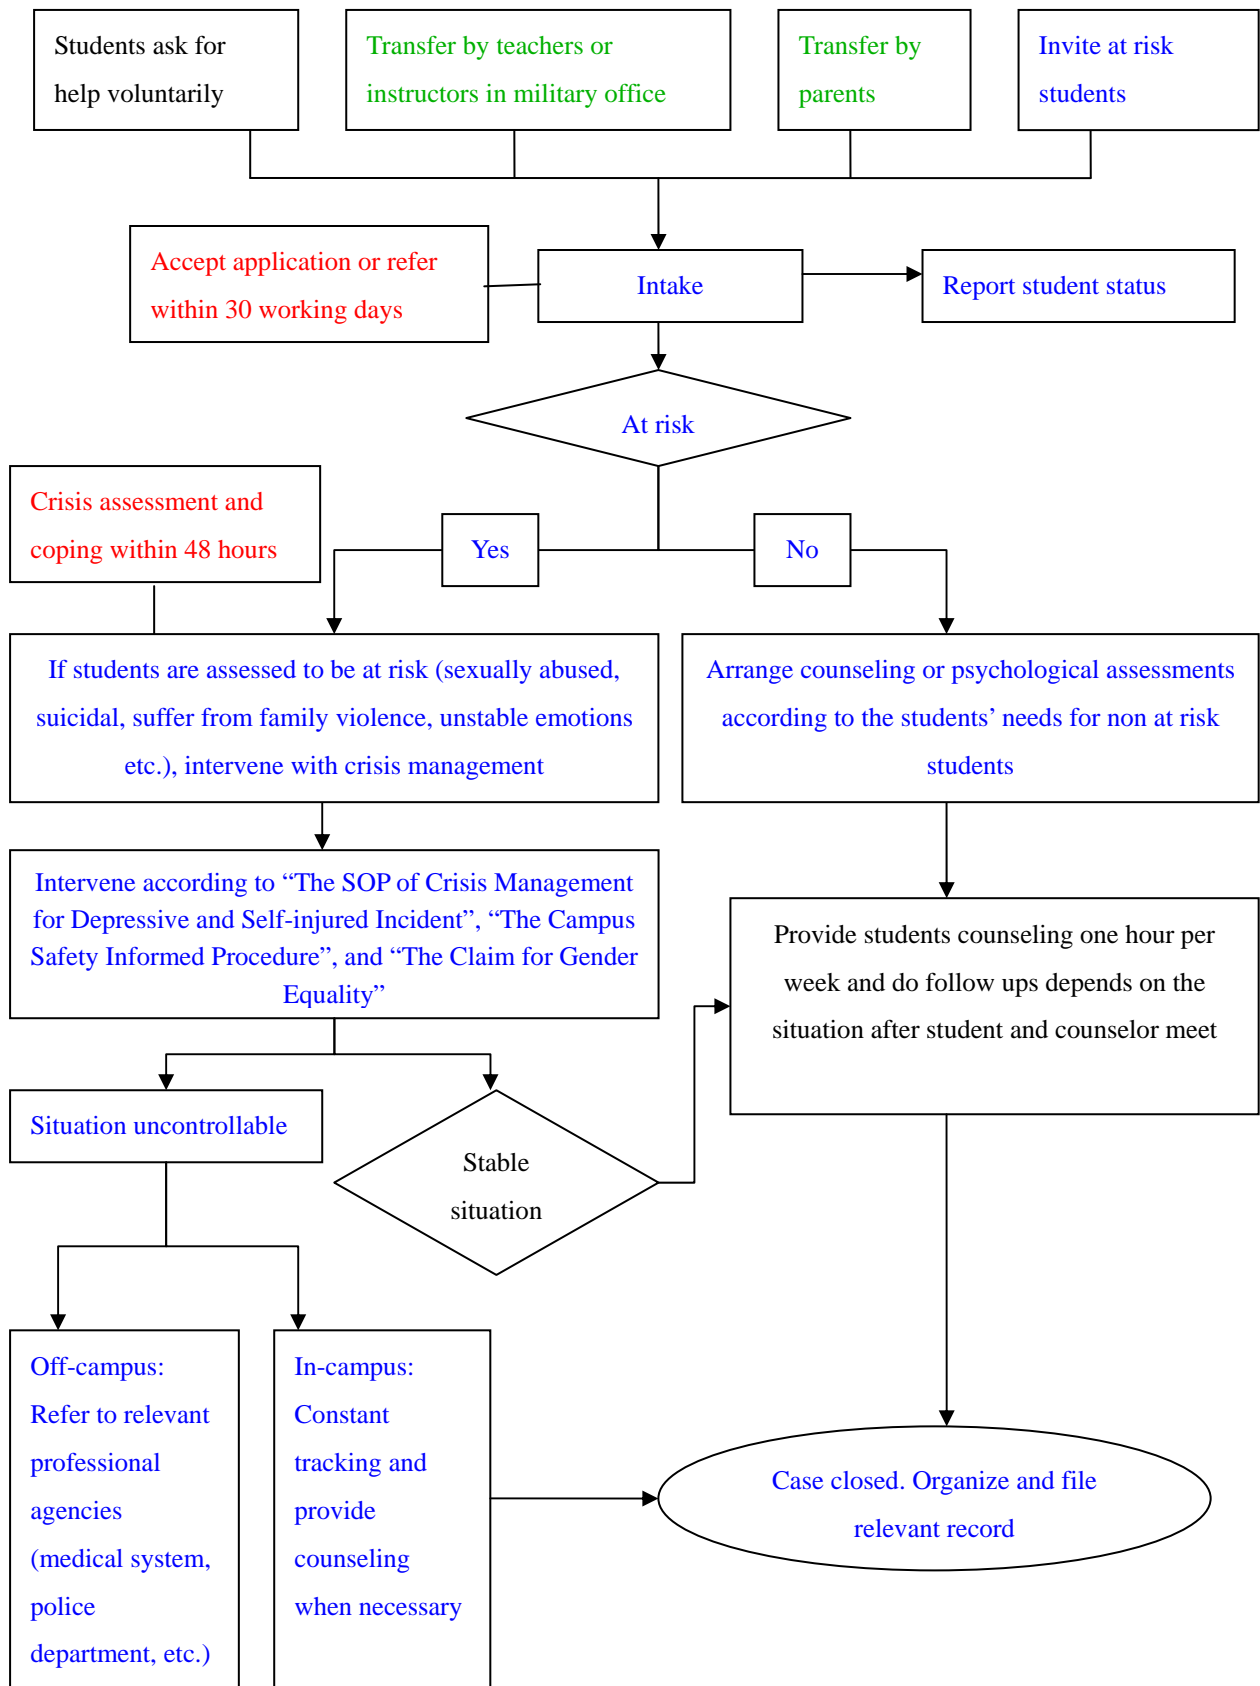 Students ask for
help voluntarily
Transfer by teachers or
instructors in military office
Transfer by
parents
Invite at risk
students
Accept application or refer
within 30 working days
Intake
Report student status
At risk
Crisis assessment and
coping within 48 hours
Yes
No
If students are assessed to be at risk (sexually abused,
suicidal, suffer from family violence, unstable emotions
etc.), intervene with crisis management
Arrange counseling or psychological assessments
according to the students’ needs for non at risk
students
Intervene according to “The SOP of Crisis Management
for Depressive and Self-injured Incident”, “The Campus
Safety Informed Procedure”, and “The Claim for Gender
Equality”
Provide students counseling one hour per
week and do follow ups depends on the
situation after student and counselor meet
Situation uncontrollable
Stable
situation
Off-campus:
Refer to relevant
professional
agencies
(medical system,
police
department, etc.)
In-campus:
Constant
tracking and
provide
counseling
when necessary
Case closed. Organize and file
relevant record